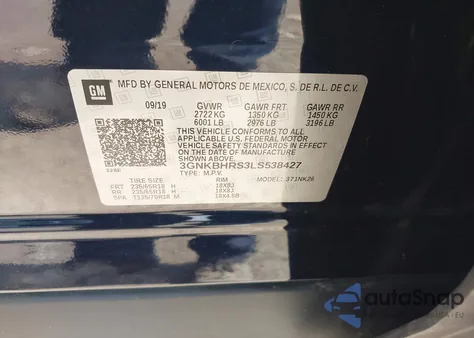 GM
MFD BY GENERAL MOTORS DE MEXICO, S. DE R.L. DE C.V.
09/19 GVWR GAWR FRT GAWR RR
2722 KG 1350 KG 1450 KG
6001 LB 2976 LB 3196 LB
THIS VEHICLE CONFORMS TO ALL APPLICABLE U.S. FEDERAL MOTOR VEHICLE
SAFETY STANDARDS IN EFFECT ON THE DATE OF
MANUFACTURE SHOWN ABOVE.
3GNKBHRS3LS538427
TYPE: M.P.V. MODEL: 1NK26
TIRE SIZE RIM
FRT 235/65R18 H 18X8J
RR 235/65R18 H 18X8J
SPA T135/70R18 M 18X4.5B
autoSnap